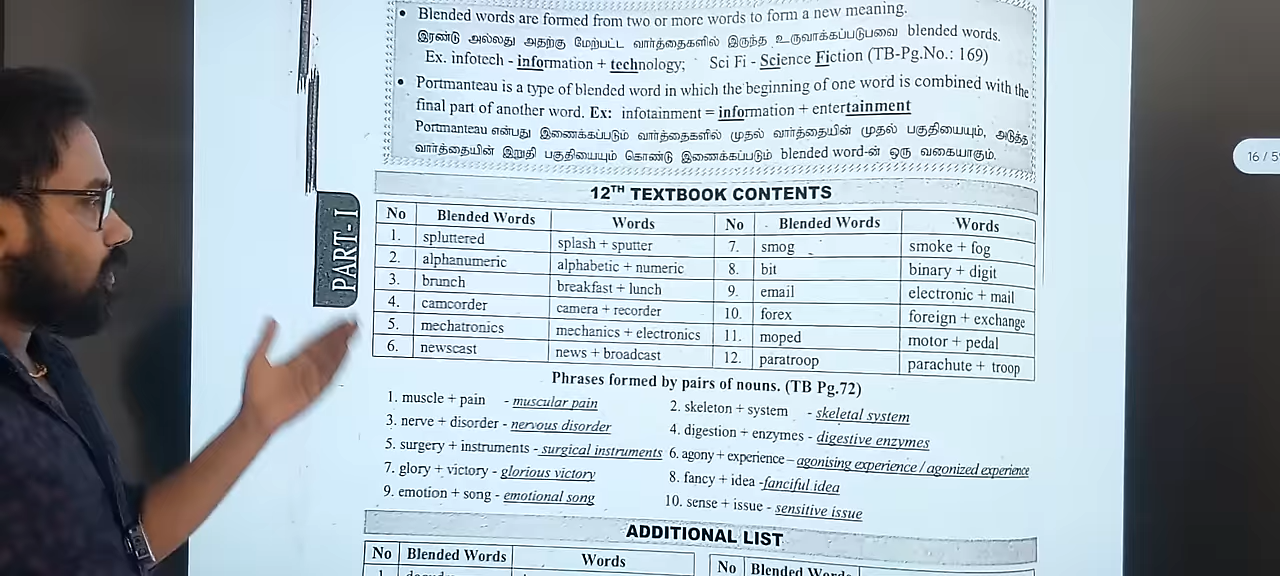 • Blended words are formed from two or more words to form a new meaning.
இரண்டு அல்லது அதற்கு மேற்பட்ட வார்த்தைகளில் இருந்து உருவாக்கப்படுபவை blended words.
Ex. infotech - information + technology; Sci Fi - Science Fiction (TB-Pg.No.: 169)
• Portmanteau is a type of blended word in which the beginning of one word is combined with the
final part of another word. Ex: infotainment = information + entertainment
Portmanteau என்பது இணைக்கப்படும் வார்த்தைகளில் முதல் வார்த்தையின் முதல் பகுதியையும், அடுத்த
வார்த்தையின் இறுதி பகுதியையும் கொண்டு இணைக்கப்படும் blended word-ன் ஒரு வகையாகும்.
16 / 5
PART-I
12TH TEXTBOOK CONTENTS
No Blended Words Words No Blended Words Words
1. spluttered splash + sputter 7. smog smoke + fog
2. alphanumeric alphabetic + numeric 8. bit binary + digit
3. brunch breakfast + lunch 9. email electronic + mail
4. camcorder camera + recorder 10. forex foreign + exchange
5. mechatronics mechanics + electronics 11. moped motor + pedal
6. newscast news + broadcast 12. paratroop parachute + troop
Phrases formed by pairs of nouns. (TB Pg.72)
1. muscle + pain - muscular pain 2. skeleton + system - skeletal system
3. nerve + disorder - nervous disorder 4. digestion + enzymes - digestive enzymes
5. surgery + instruments - surgical instruments 6. agony + experience – agonising experience / agonized experience
7. glory + victory - glorious victory 8. fancy + idea -fanciful idea
9. emotion + song - emotional song 10. sense + issue - sensitive issue
ADDITIONAL LIST
No Blended Words Words No Blended Words